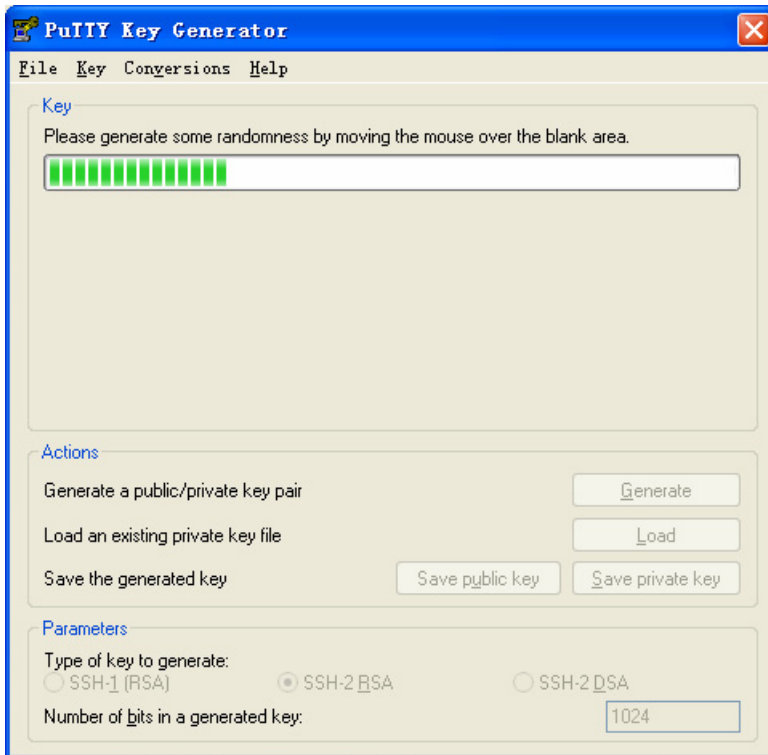 PuTTY Key Generator
File Key Conversions Help
Key
Please generate some randomness by moving the mouse over the blank area.
Actions
Generate a public/private key pair Generate
Load an existing private key file Load
Save the generated key Save public key Save private key
Parameters
Type of key to generate:
SSH-1 (RSA) SSH-2 RSA SSH-2 DSA
Number of bits in a generated key: 1024